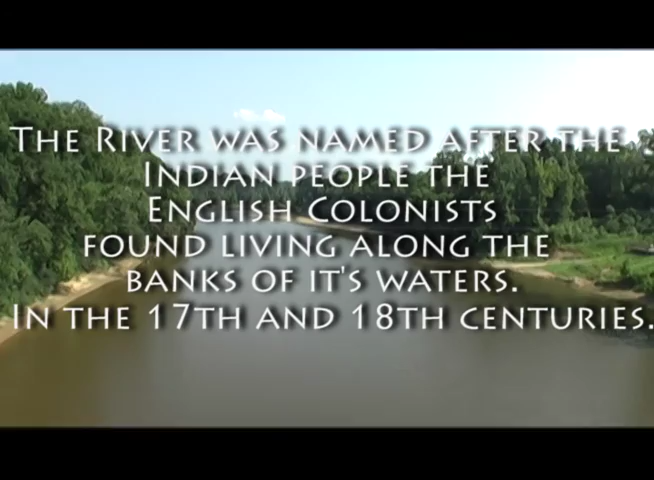 The River was named after the
Indian people the
English Colonists
found living along the
banks of it's waters.
In the 17th and 18th centuries.